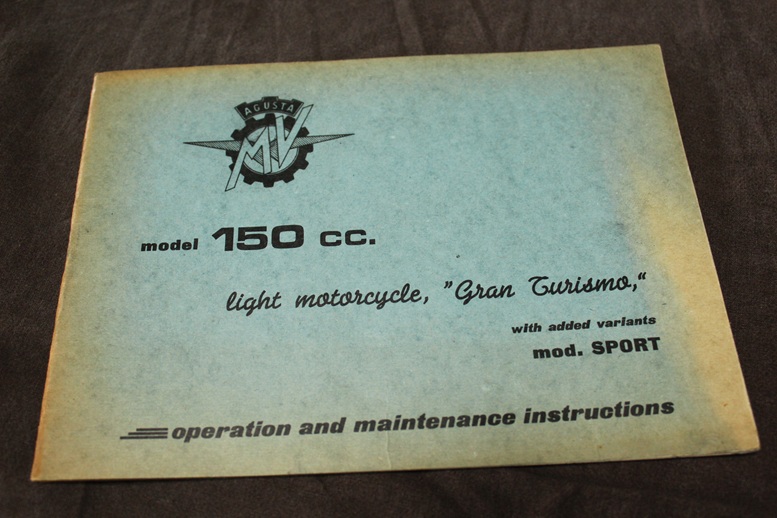 AGUSTA
MV
model 150 cc.
light motorcycle, "Gran Turismo,"
with added variants
mod. SPORT
operation and maintenance instructions